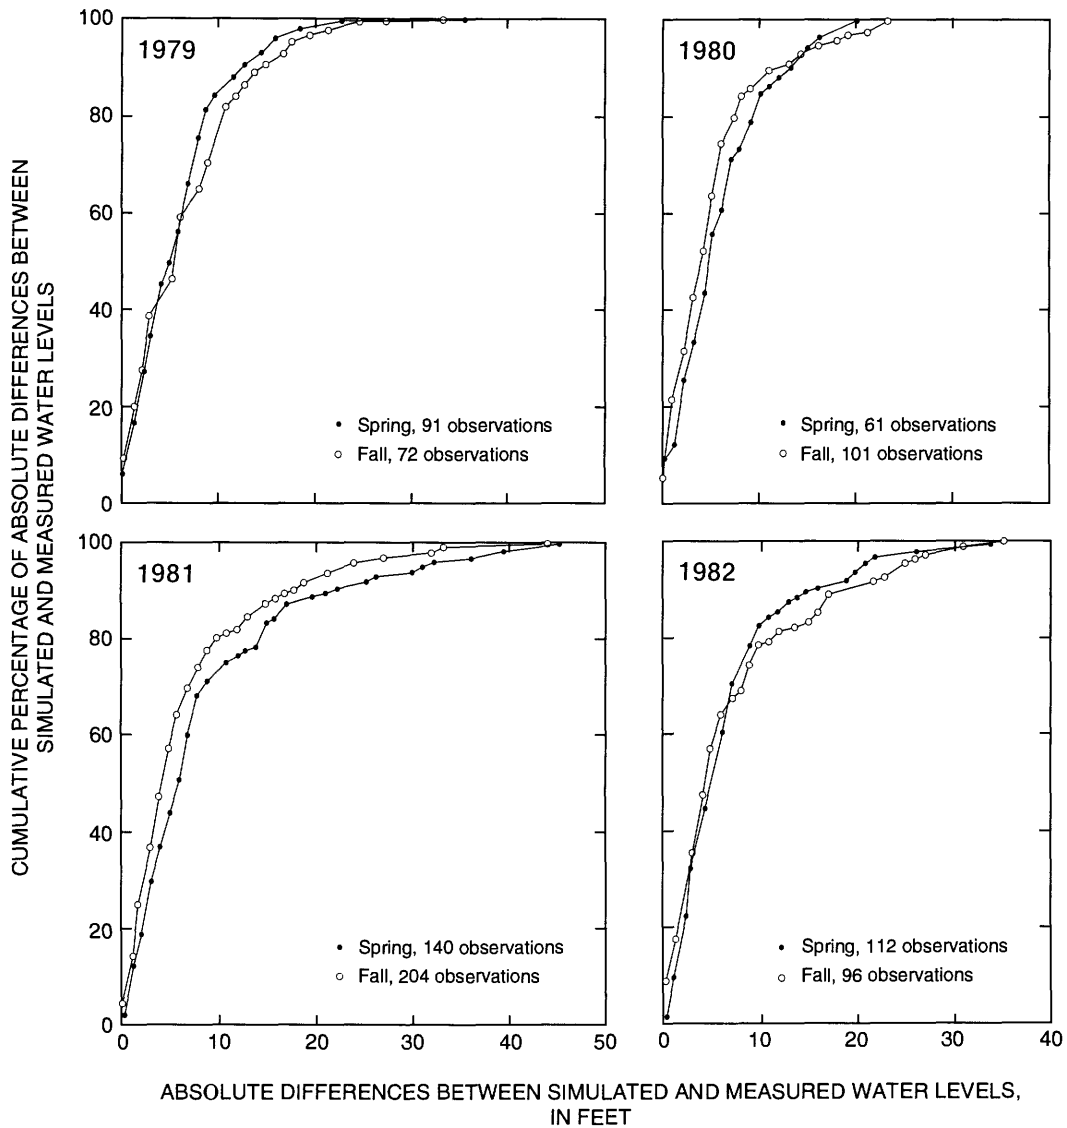 CUMULATIVE PERCENTAGE OF ABSOLUTE DIFFERENCES BETWEEN
SIMULATED AND MEASURED WATER LEVELS
100
80
60
40
20
0
1979
Spring, 91 observations
Fall, 72 observations
1980
Spring, 61 observations
Fall, 101 observations
100
80
60
40
20
0
1981
Spring, 140 observations
Fall, 204 observations
0 10 20 30 40 50
1982
Spring, 112 observations
Fall, 96 observations
0 10 20 30 40
ABSOLUTE DIFFERENCES BETWEEN SIMULATED AND MEASURED WATER LEVELS,
IN FEET